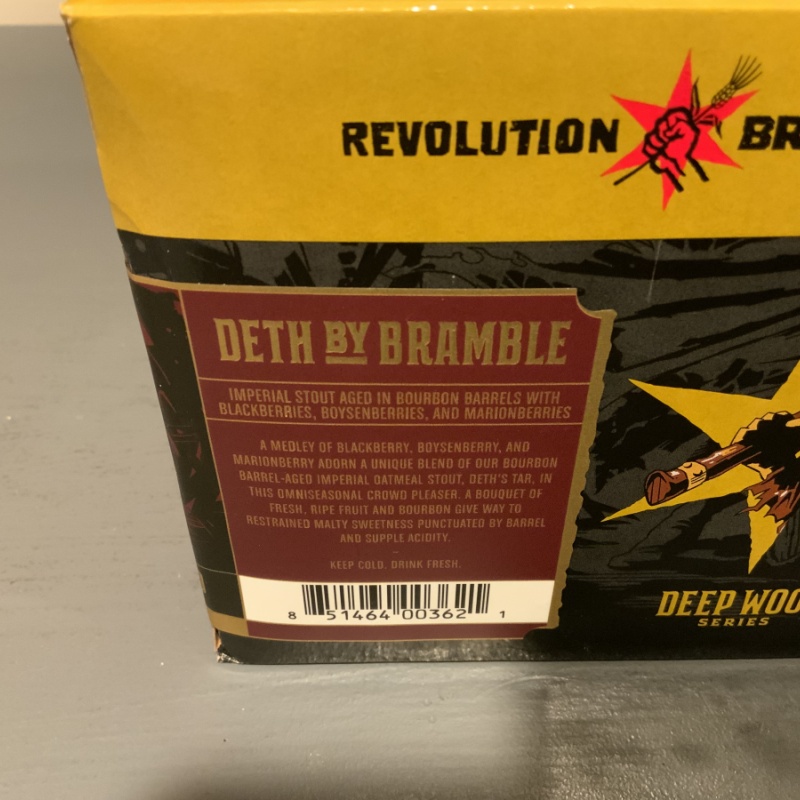 REVOLUTION BR
DETH BY BRAMBLE
IMPERIAL STOUT AGED IN BOURBON BARRELS WITH
BLACKBERRIES, BOYSENBERRIES, AND MARIONBERRIES
A MEDLEY OF BLACKBERRY, BOYSENBERRY, AND
MARIONBERRY ADORN A UNIQUE BLEND OF OUR BOURBON
BARREL-AGED IMPERIAL OATMEAL STOUT, DETH'S TAR, IN
THIS OMNISEASONAL CROWD PLEASER. A BOUQUET OF
FRESH, RIPE FRUIT AND BOURBON GIVE WAY TO
RESTRAINED MALTY SWEETNESS PUNCTUATED BY BARREL
AND SUPPLE ACIDITY.
–
KEEP COLD. DRINK FRESH.
8 51464 00362 1
DEEP WOO
SERIES